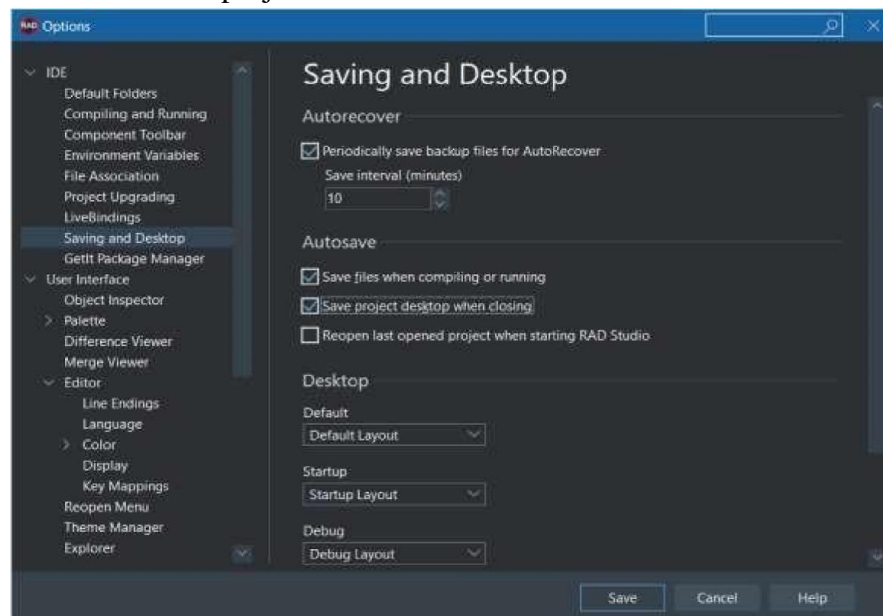 RAD Options
IDE
Default Folders
Compiling and Running
Component Toolbar
Environment Variables
File Association
Project Upgrading
LiveBindings
Saving and Desktop
GetIt Package Manager
User Interface
Object Inspector
Palette
Difference Viewer
Merge Viewer
Editor
Line Endings
Language
Color
Display
Key Mappings
Reopen Menu
Theme Manager
Explorer
Saving and Desktop
Autorecover
Periodically save backup files for AutoRecover
Save interval (minutes)
10
Autosave
Save files when compiling or running
Save project desktop when closing
Reopen last opened project when starting RAD Studio
Desktop
Default
Default Layout
Startup
Startup Layout
Debug
Debug Layout
Save
Cancel
Help